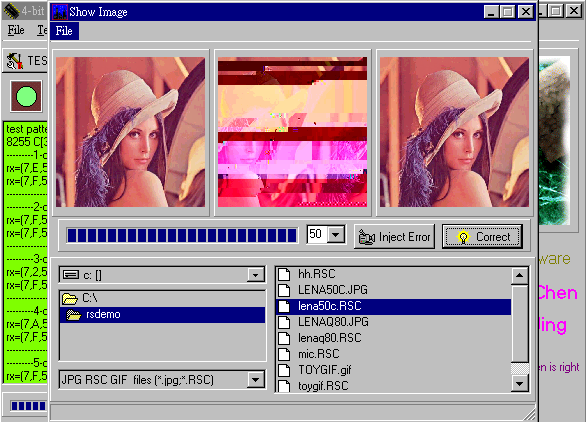 4-bit
Show Image
File
File
TES
50
Inject Error
Correct
test patte
8255 C(3
---------1-c
rx=(7,E,5
rx=(7,F,5
---------2-c
rx=(7,F,5
rx=(7,F,5
---------3-c
rx=(7,2,5
rx=(7,F,5
---------4-c
rx=(7,A,5
rx=(7,F,5
---------5-c
rx=(7,F,5
c: []
C:\
rsdemo
JPG RSC GIF files (*.jpg;*.RSC)
hh.RSC
LENA50C.JPG
lena50c.RSC
LENAQ80.JPG
lenaq80.RSC
mic.RSC
TOYGIF.gif
toygif.RSC
ware
Chen
Jing
en is right